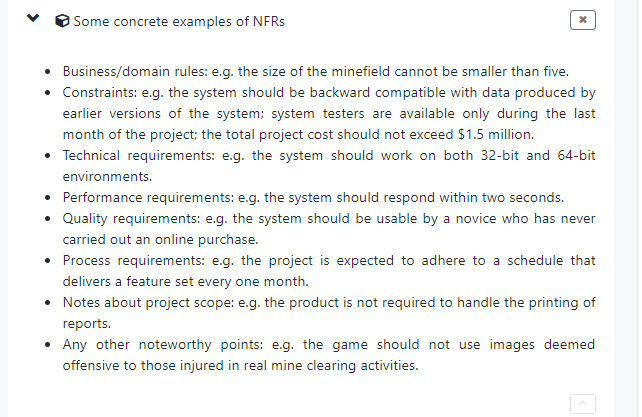 Some concrete examples of NFRs
• Business/domain rules: e.g. the size of the minefield cannot be smaller than five.
• Constraints: e.g. the system should be backward compatible with data produced by
earlier versions of the system; system testers are available only during the last
month of the project; the total project cost should not exceed $1.5 million.
• Technical requirements: e.g. the system should work on both 32-bit and 64-bit
environments.
• Performance requirements: e.g. the system should respond within two seconds.
• Quality requirements: e.g. the system should be usable by a novice who has never
carried out an online purchase.
• Process requirements: e.g. the project is expected to adhere to a schedule that
delivers a feature set every one month.
• Notes about project scope: e.g. the product is not required to handle the printing of
reports.
• Any other noteworthy points: e.g. the game should not use images deemed
offensive to those injured in real mine clearing activities.